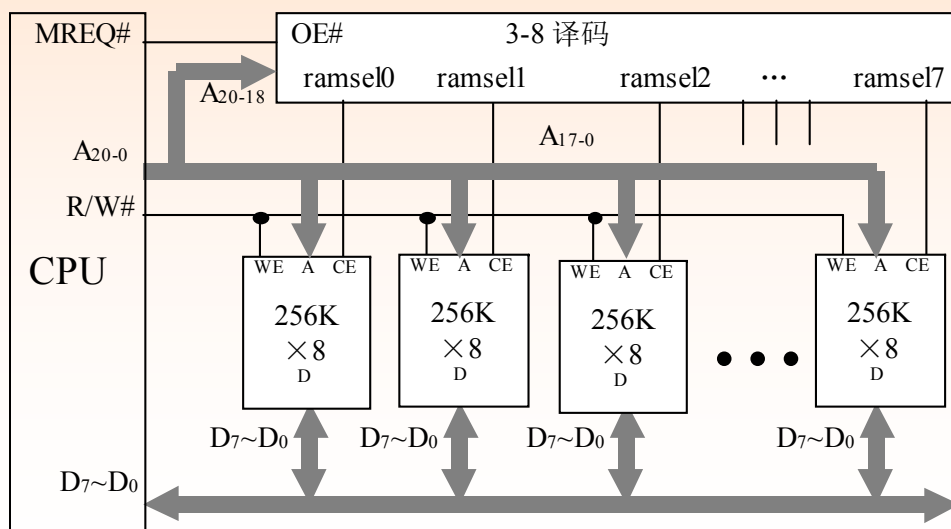 MREQ#
OE#
3-8 译码
ramsel0
ramsel1
ramsel2
...
ramsel7
A20-18
A20-0
A17-0
R/W#
CPU
WE A CE
WE A CE
WE A CE
WE A CE
256K
×8
D
256K
×8
D
256K
×8
D
256K
×8
D
D7~D0
D7~D0
D7~D0
D7~D0
D7~D0